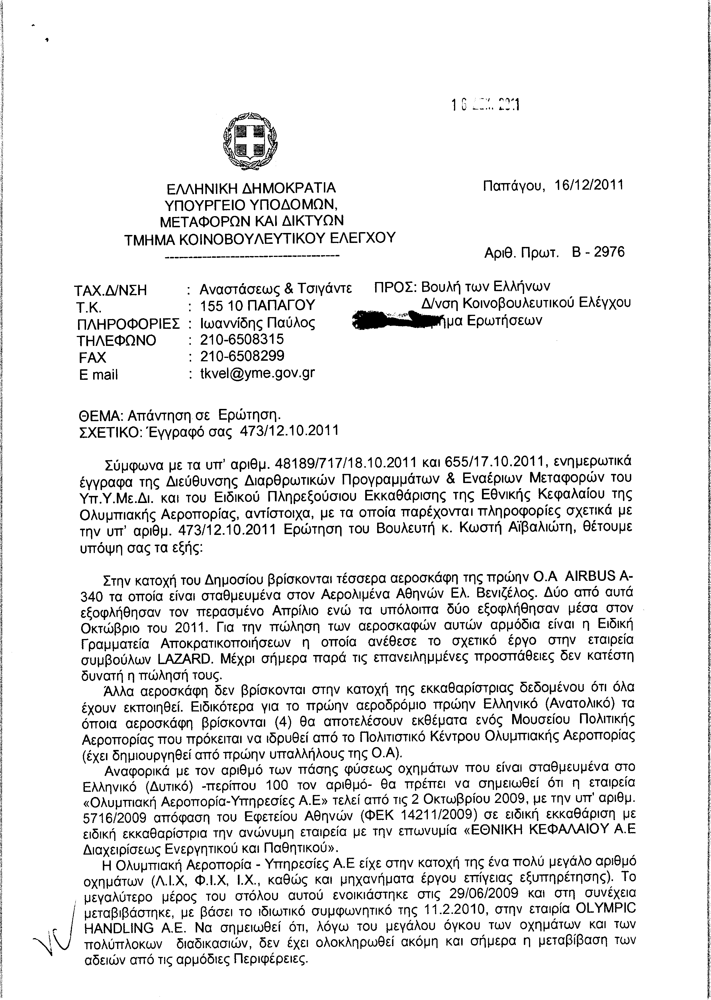 ΕΛΛΗΝΙΚΗ ΔΗΜΟΚΡΑΤΙΑ
ΥΠΟΥΡΓΕΙΟ ΥΠΟΔΟΜΩΝ,
ΜΕΤΑΦΟΡΩΝ ΚΑΙ ΔΙΚΤΥΩΝ
ΤΜΗΜΑ ΚΟΙΝΟΒΟΥΛΕΥΤΙΚΟΥ ΕΛΕΓΧΟΥ
-------------------------------------
Παπάγου, 16/12/2011
Αριθ. Πρωτ. Β - 2976
ΤΑΧ.Δ/ΝΣΗ : Αναστάσεως & Τσιγάντε
Τ.Κ. : 155 10 ΠΑΠΑΓΟΥ
ΠΛΗΡΟΦΟΡΙΕΣ : Ιωαννίδης Παύλος
ΤΗΛΕΦΩΝΟ : 210-6508315
FAX : 210-6508299
E mail : tkvel@yme.gov.gr
ΠΡΟΣ: Βουλή των Ελλήνων
Δ/νση Κοινοβουλευτικού Ελέγχου
Ερωτήσεων
ΘΕΜΑ: Απάντηση σε Ερώτηση.
ΣΧΕΤΙΚΟ: Έγγραφό σας 473/12.10.2011
Σύμφωνα με τα υπ’ αριθμ. 48189/717/18.10.2011 και 655/17.10.2011, ενημερωτικά
έγγραφα της Διεύθυνσης Διαρθρωτικών Προγραμμάτων & Εναέριων Μεταφορών του
Υπ.Υ.Με.Δι. και του Ειδικού Πληρεξούσιου Εκκαθάρισης της Εθνικής Κεφαλαίου της
Ολυμπιακής Αεροπορίας, αντίστοιχα, με τα οποία παρέχονται πληροφορίες σχετικά με
την υπ’ αριθμ. 473/12.10.2011 Ερώτηση του Βουλευτή κ. Κωστή Αϊβαλιώτη, θέτουμε
υπόψη σας τα εξής:
Στην κατοχή του Δημοσίου βρίσκονται τέσσερα αεροσκάφη της πρώην Ο.Α AIRBUS A-
340 τα οποία είναι σταθμευμένα στον Αερολιμένα Αθηνών Ελ. Βενιζέλος. Δύο από αυτά
εξοφλήθησαν τον περασμένο Απρίλιο ενώ τα υπόλοιπα δύο εξοφλήθησαν μέσα στον
Οκτώβριο του 2011. Για την πώληση των αεροσκαφών αυτών αρμόδια είναι η Ειδική
Γραμματεία Αποκρατικοποιήσεων η οποία ανέθεσε το σχετικό έργο στην εταιρεία
συμβούλων LAZARD. Μέχρι σήμερα παρά τις επανειλημμένες προσπάθειες δεν κατέστη
δυνατή η πώλησή τους.
Άλλα αεροσκάφη δεν βρίσκονται στην κατοχή της εκκαθαρίστριας δεδομένου ότι όλα
έχουν εκποιηθεί. Ειδικότερα για το πρώην αεροδρόμιο πρώην Ελληνικό (Ανατολικό) τα
όποια αεροσκάφη βρίσκονται (4) θα αποτελέσουν εκθέματα ενός Μουσείου Πολιτικής
Αεροπορίας που πρόκειται να ιδρυθεί από το Πολιτιστικό Κέντρου Ολυμπιακής Αεροπορίας
(έχει δημιουργηθεί από πρώην υπαλλήλους της Ο.Α).
Αναφορικά με τον αριθμό των πάσης φύσεως οχημάτων που είναι σταθμευμένα στο
Ελληνικό (Δυτικό) -περίπου 100 τον αριθμό- θα πρέπει να σημειωθεί ότι η εταιρεία
«Ολυμπιακή Αεροπορία-Υπηρεσίες Α.Ε» τελεί από τις 2 Οκτωβρίου 2009, με την υπ’ αριθμ.
5716/2009 απόφαση του Εφετείου Αθηνών (ΦΕΚ 14211/2009) σε ειδική εκκαθάριση με
ειδική εκκαθαρίστρια την ανώνυμη εταιρεία με την επωνυμία «ΕΘΝΙΚΗ ΚΕΦΑΛΑΙΟΥ Α.Ε
Διαχειρίσεως Ενεργητικού και Παθητικού».
Η Ολυμπιακή Αεροπορία - Υπηρεσίες Α.Ε είχε στην κατοχή της ένα πολύ μεγάλο αριθμό
οχημάτων (Λ.Ι.Χ, Φ.Ι.Χ, Ι.Χ., καθώς και μηχανήματα έργου επίγειας εξυπηρέτησης). Το
μεγαλύτερο μέρος του στόλου αυτού ενοικιάστηκε στις 29/06/2009 και στη συνέχεια
μεταβιβάστηκε, με βάσει το ιδιωτικό συμφωνητικό της 11.2.2010, στην εταιρία OLYMPIC
HANDLING Α.Ε. Να σημειωθεί ότι, λόγω του μεγάλου όγκου των οχημάτων και των
πολύπλοκων διαδικασιών, δεν έχει ολοκληρωθεί ακόμη και σήμερα η μεταβίβαση των
αδειών από τις αρμόδιες Περιφέρειες.